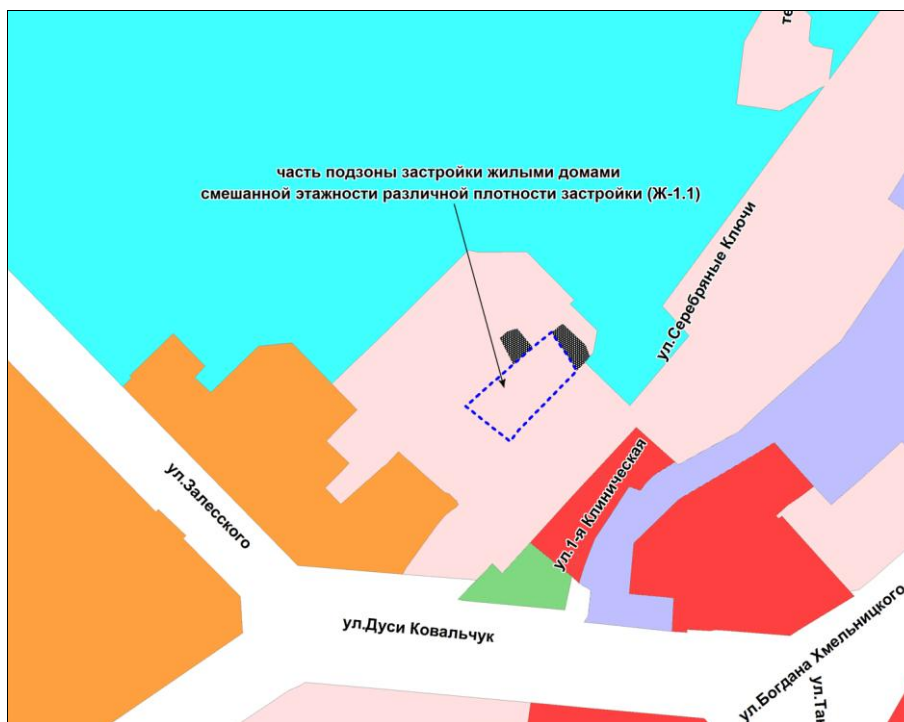 часть подзоны застройки жилыми домами
смешанной этажности различной плотности застройки (Ж-1.1)
ул.Серебряные Ключи
ул.Залесского
ул.1-я Клиническая
ул.Дуси Ковальчук
ул.Богдана Хмельницкого